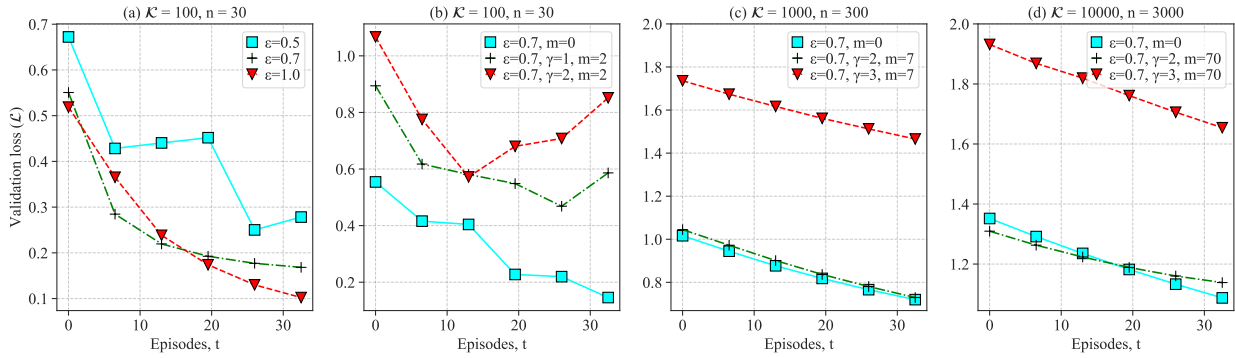 (a) 𝒦 = 100, n = 30
ε=0.5
ε=0.7
ε=1.0
0.7
0.6
0.5
0.4
0.3
0.2
0.1
Validation loss (ℒ)
0 10 20 30
Episodes, t
(b) 𝒦 = 100, n = 30
ε=0.7, m=0
ε=0.7, γ=1, m=2
ε=0.7, γ=2, m=2
1.0
0.8
0.6
0.4
0.2
0 10 20 30
Episodes, t
(c) 𝒦 = 1000, n = 300
ε=0.7, m=0
ε=0.7, γ=2, m=7
ε=0.7, γ=3, m=7
2.0
1.8
1.6
1.4
1.2
1.0
0.8
0 10 20 30
Episodes, t
(d) 𝒦 = 10000, n = 3000
ε=0.7, m=0
ε=0.7, γ=2, m=70
ε=0.7, γ=3, m=70
2.0
1.8
1.6
1.4
1.2
0 10 20 30
Episodes, t